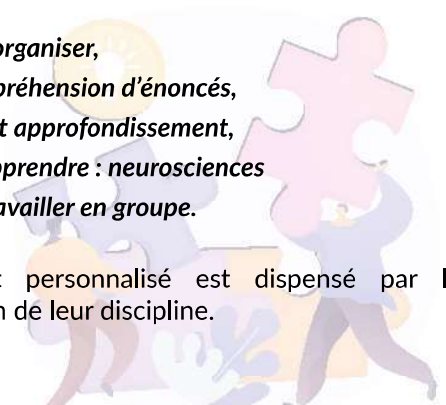 organiser,
préhension d'énoncés,
t approfondissement,
pprendre : neurosciences
availler en groupe.
t personnalisé est dispensé par l
n de leur discipline.